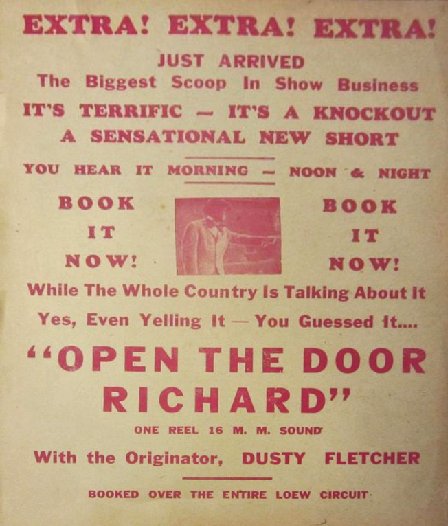 EXTRA! EXTRA! EXTRA!
JUST ARRIVED
The Biggest Scoop In Show Business
IT'S TERRIFIC — IT'S A KNOCKOUT
A SENSATIONAL NEW SHORT
YOU HEAR IT MORNING — NOON & NIGHT
BOOK
IT
NOW!
BOOK
IT
NOW!
While The Whole Country Is Talking About It
Yes, Even Yelling It — You Guessed It....
"OPEN THE DOOR
RICHARD"
ONE REEL 16 M. M. SOUND
With the Originator, DUSTY FLETCHER
BOOKED OVER THE ENTIRE LOEW CIRCUIT